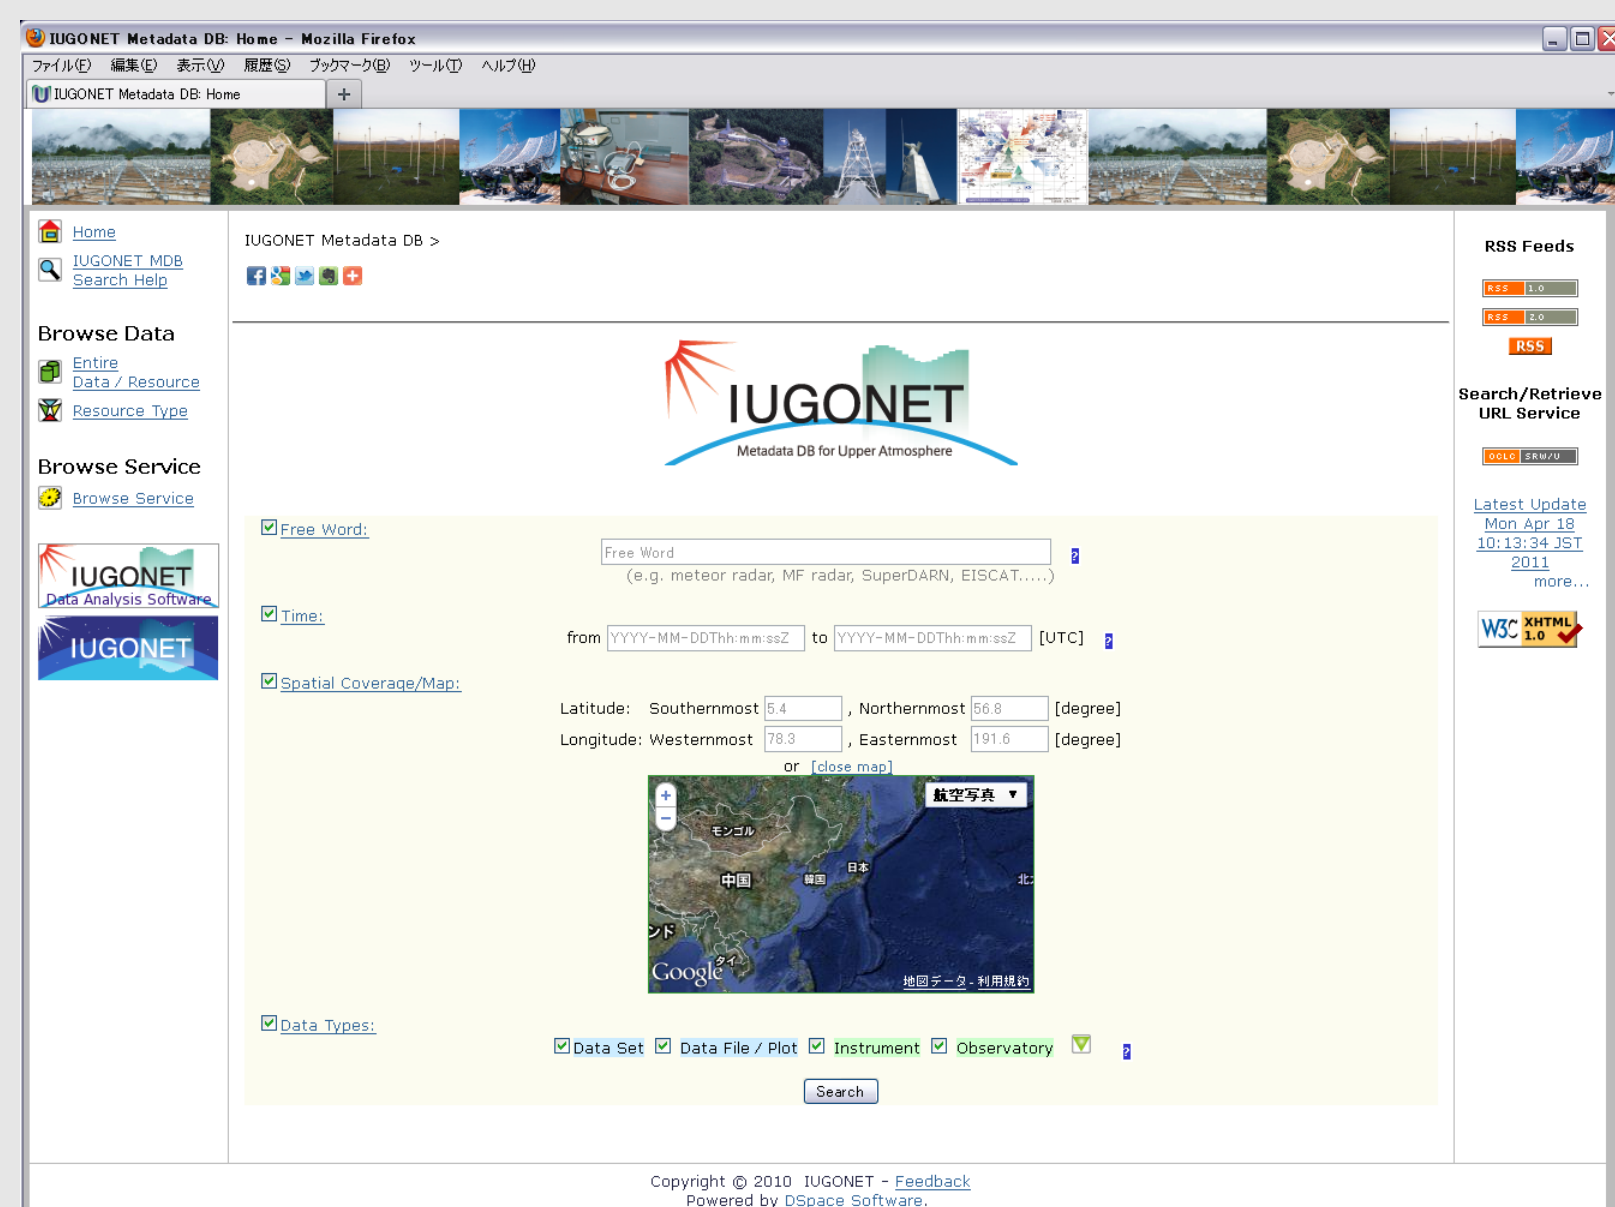 IUGONET Metadata DB: Home - Mozilla Firefox
ファイル(F) 編集(E) 表示(V) 履歴(S) ブックマーク(B) ツール(T) ヘルプ(H)
IUGONET Metadata DB: Home
Home
IUGONET MDB
Search Help
Browse Data
Entire
Data / Resource
Resource Type
Browse Service
Browse Service
IUGONET
Data Analysis Software
IUGONET
IUGONET Metadata DB >
IUGONET
Metadata DB for Upper Atmosphere
Free Word:
Free Word
?
(e.g. meteor radar, MF radar, SuperDARN, EISCAT.....)
Time:
from YYYY-MM-DDThh:mm:ssZ to YYYY-MM-DDThh:mm:ssZ [UTC] ?
Spatial Coverage/Map:
Latitude: Southernmost 5.4 , Northernmost 56.8 [degree]
Longitude: Westernmost 78.3 , Easternmost 191.6 [degree]
or [close map]
航空写真 ▼
モンゴル
日本
中国
韓国
北
ンド
タイ
Google
地図データ - 利用規約
Data Types:
Data Set Data File / Plot Instrument Observatory ?
Search
RSS Feeds
RSS 1.0
RSS 2.0
RSS
Search/Retrieve
URL Service
OCLC SRW/U
Latest Update
Mon Apr 18
10:13:34 JST
2011
more...
W3C XHTML
1.0
Copyright © 2010 IUGONET - Feedback
Powered by DSpace Software.